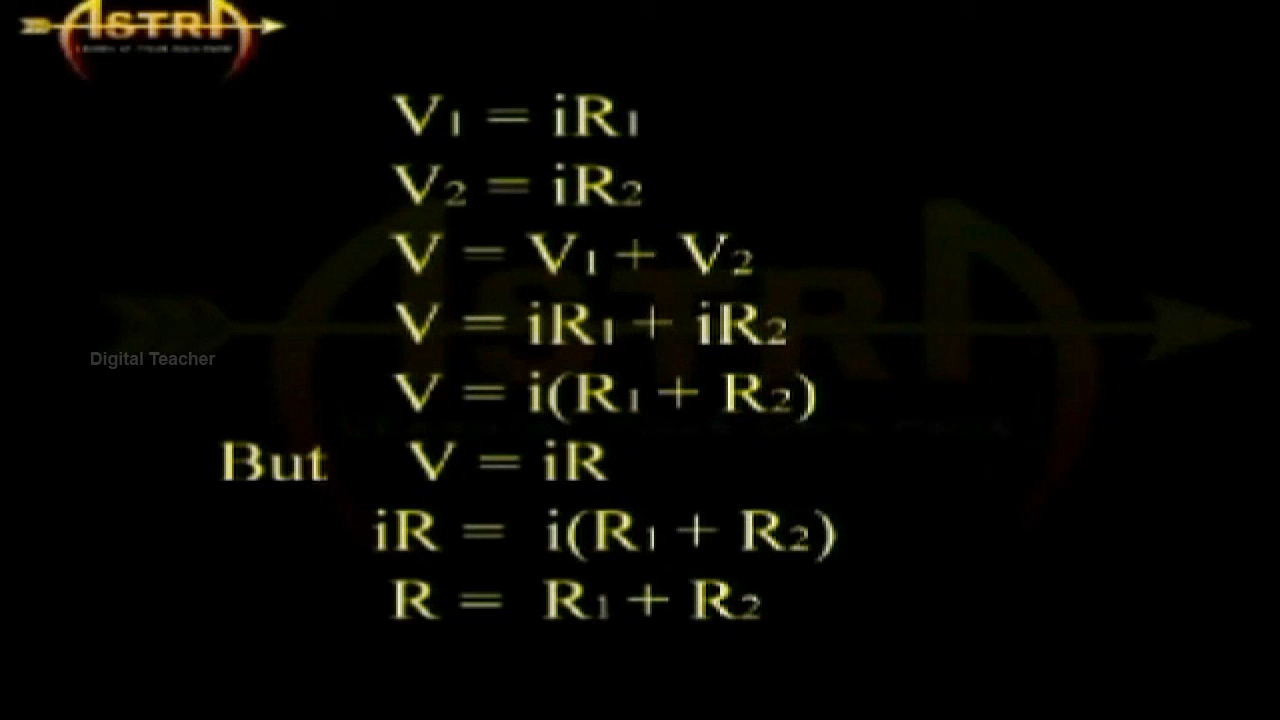 ASTRA
V₁ = iR₁
V₂ = iR₂
V = V₁ + V₂
V = iR₁ + iR₂
V = i(R₁ + R₂)
Digital Teacher
But V = iR
iR = i(R₁ + R₂)
R = R₁ + R₂